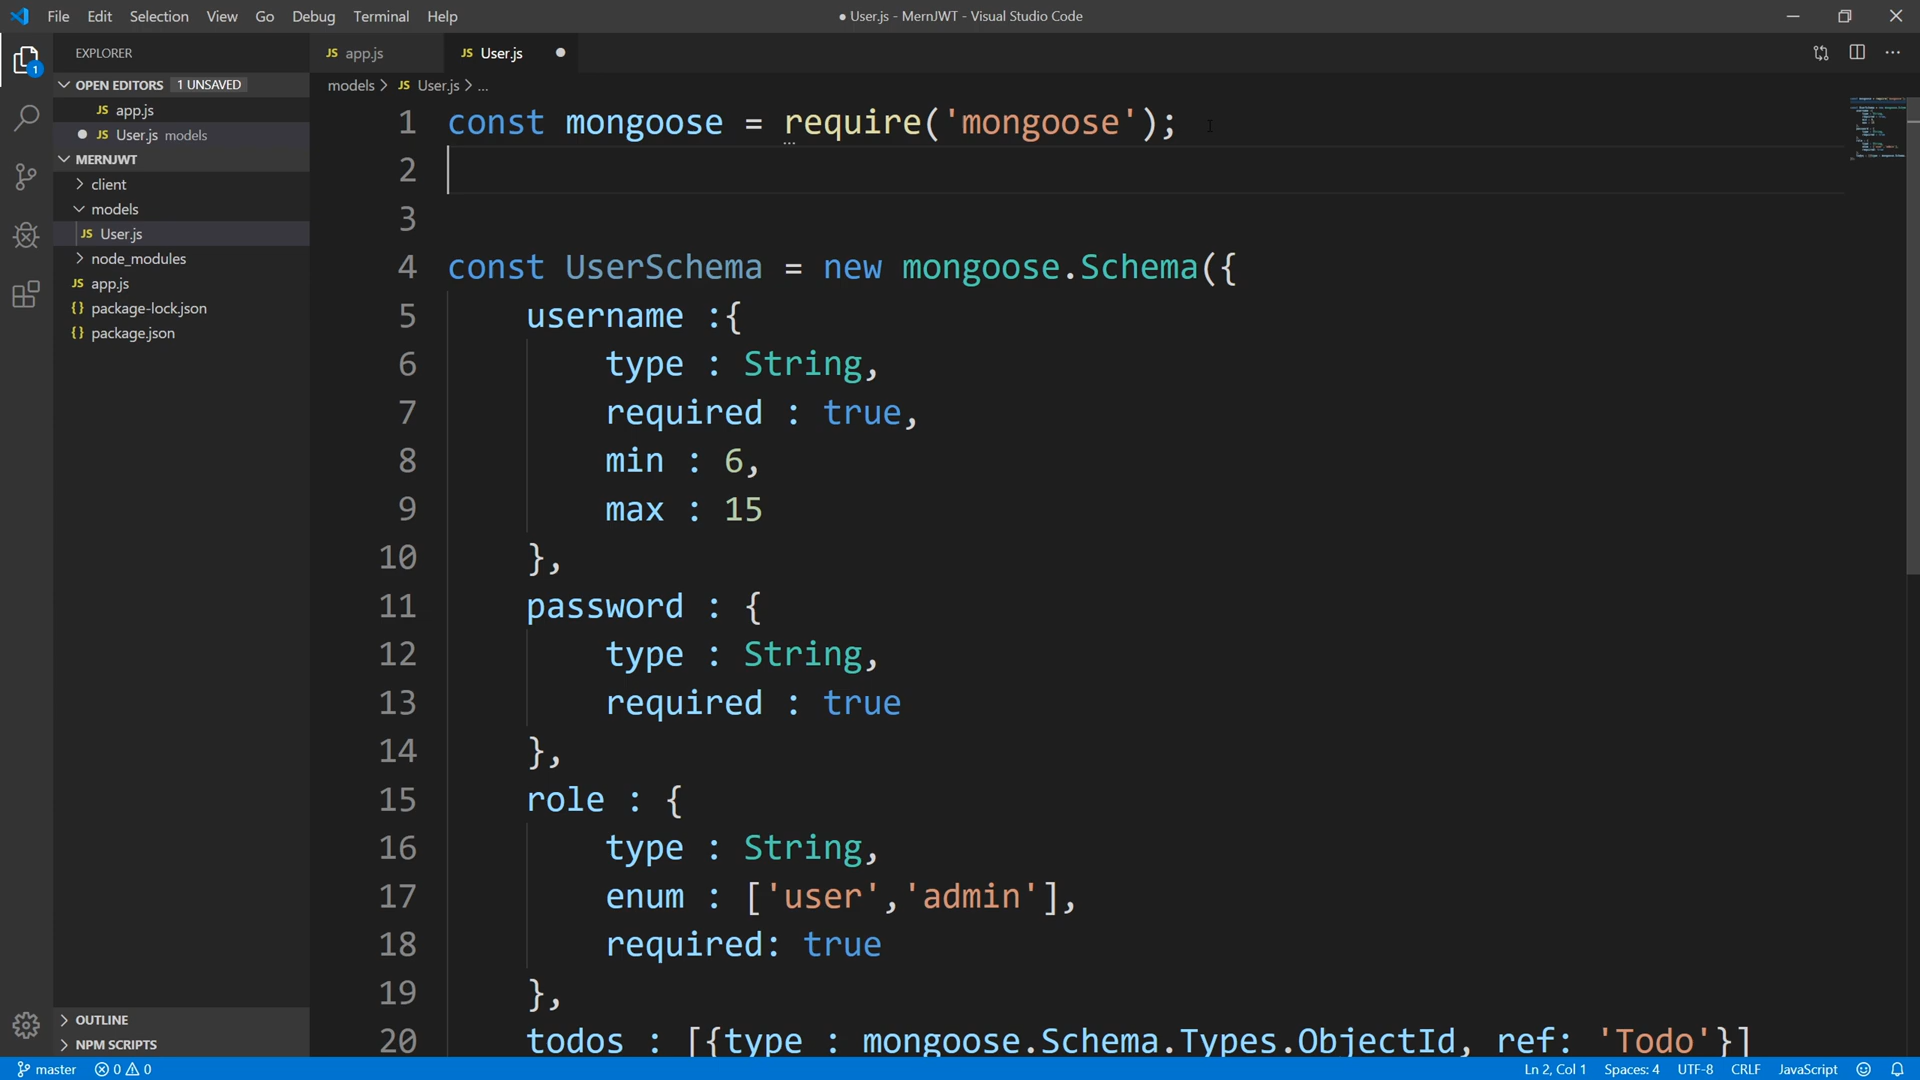 File Edit Selection View Go Debug Terminal Help
● User.js - MernJWT - Visual Studio Code
EXPLORER
OPEN EDITORS 1 UNSAVED
JS app.js
JS User.js models
MERNJWT
client
models
JS User.js
node_modules
JS app.js
{} package-lock.json
{} package.json
OUTLINE
NPM SCRIPTS
1
JS app.js
JS User.js
models > JS User.js > ...
1 const mongoose = require('mongoose');
2
3
4 const UserSchema = new mongoose.Schema({
5 username :{
6 type : String,
7 required : true,
8 min : 6,
9 max : 15
10 },
11 password : {
12 type : String,
13 required : true
14 },
15 role : {
16 type : String,
17 enum : ['user','admin'],
18 required: true
19 },
20 todos : [{type : mongoose.Schema.Types.ObjectId, ref: 'Todo'}]
master 0 0
Ln 2, Col 1 Spaces: 4 UTF-8 CRLF JavaScript